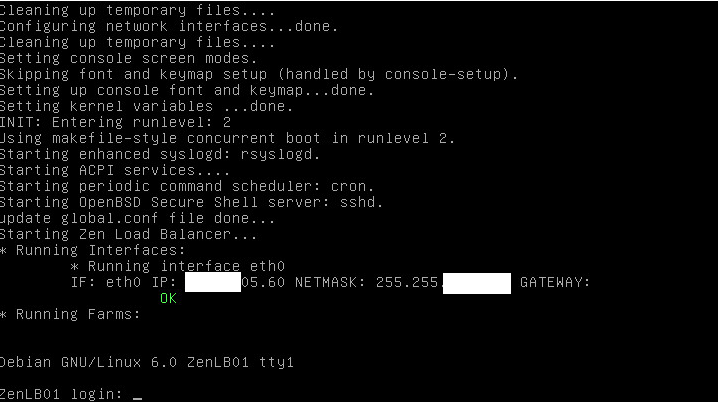 Cleaning up temporary files....
Configuring network interfaces...done.
Cleaning up temporary files....
Setting console screen modes.
Skipping font and keymap setup (handled by console-setup).
Setting up console font and keymap...done.
Setting kernel variables ...done.
INIT: Entering runlevel: 2
Using makefile-style concurrent boot in runlevel 2.
Starting enhanced syslogd: rsyslogd.
Starting ACPI services....
Starting periodic command scheduler: cron.
Starting OpenBSD Secure Shell server: sshd.
update global.conf file done...
Starting Zen Load Balancer...
* Running Interfaces:
* Running interface eth0
IF: eth0 IP: 05.60 NETMASK: 255.255. GATEWAY:
OK
* Running Farms:
Debian GNU/Linux 6.0 ZenLB01 tty1
ZenLB01 login: _